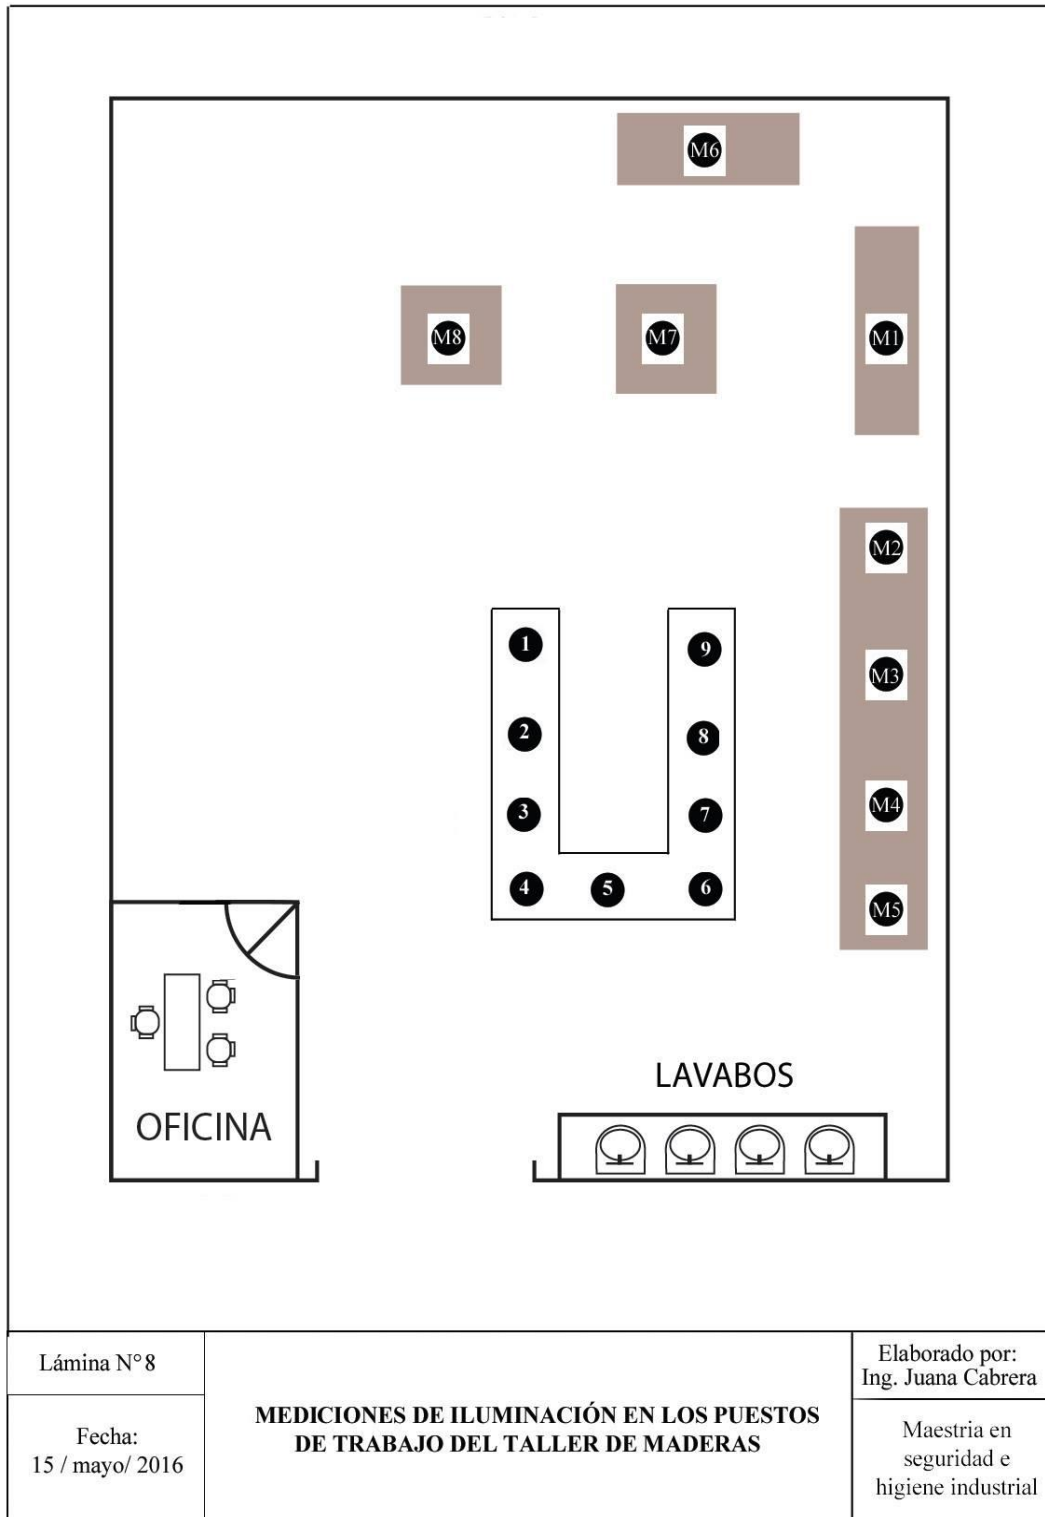 M6
M8
M7
M1
M2
1
9
M3
2
8
3
7
M4
4
5
6
M5
LAVABOS
OFICINA
Lámina N° 8
Fecha:
15 / mayo/ 2016
MEDICIONES DE ILUMINACIÓN EN LOS PUESTOS
DE TRABAJO DEL TALLER DE MADERAS
Elaborado por:
Ing. Juana Cabrera
Maestria en
seguridad e
higiene industrial